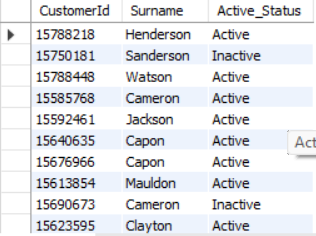 CustomerId Surname Active_Status
15788218 Henderson Active
15750181 Sanderson Inactive
15788448 Watson Active
15585768 Cameron Active
15592461 Jackson Active
15640635 Capon Active Act
15676966 Capon Active
15613854 Mauldon Active
15690673 Cameron Inactive
15623595 Clayton Active